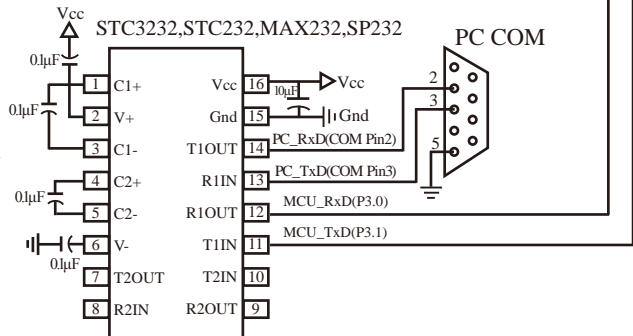 Vcc
STC3232,STC232,MAX232,SP232
PC COM
0.1μF
1 C1+ Vcc 16 Vcc
10μF
0.1μF
2 V+ Gnd 15 Gnd
3 C1- T1OUT 14 PC_RxD(COM Pin2)
2
3
5
4 C2+ R1IN 13 PC_TxD(COM Pin3)
0.1μF
5 C2- R1OUT 12 MCU_RxD(P3.0)
6 V- T1IN 11 MCU_TxD(P3.1)
0.1μF
7 T2OUT T2IN 10
8 R2IN R2OUT 9